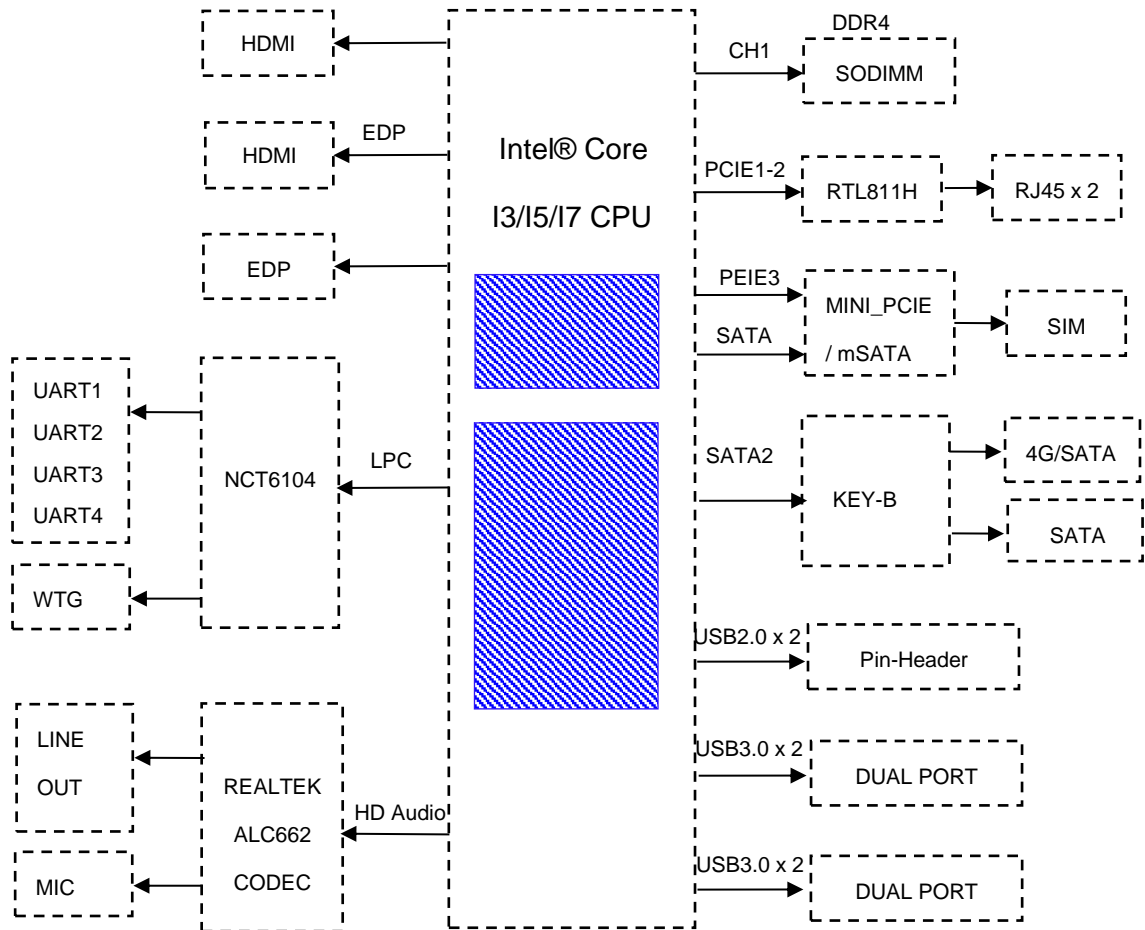 HDMI
EDP
HDMI
EDP
UART1
UART2
UART3
UART4
WTG
NCT6104
LPC
LINE
OUT
MIC
REALTEK
ALC662
CODEC
HD Audio
Intel® Core
I3/I5/I7 CPU
DDR4
CH1
SODIMM
PCIE1-2
RTL811H
RJ45 x 2
PEIE3
SATA
MINI_PCIE
/ mSATA
SIM
SATA2
KEY-B
4G/SATA
SATA
USB2.0 x 2
Pin-Header
USB3.0 x 2
DUAL PORT
USB3.0 x 2
DUAL PORT